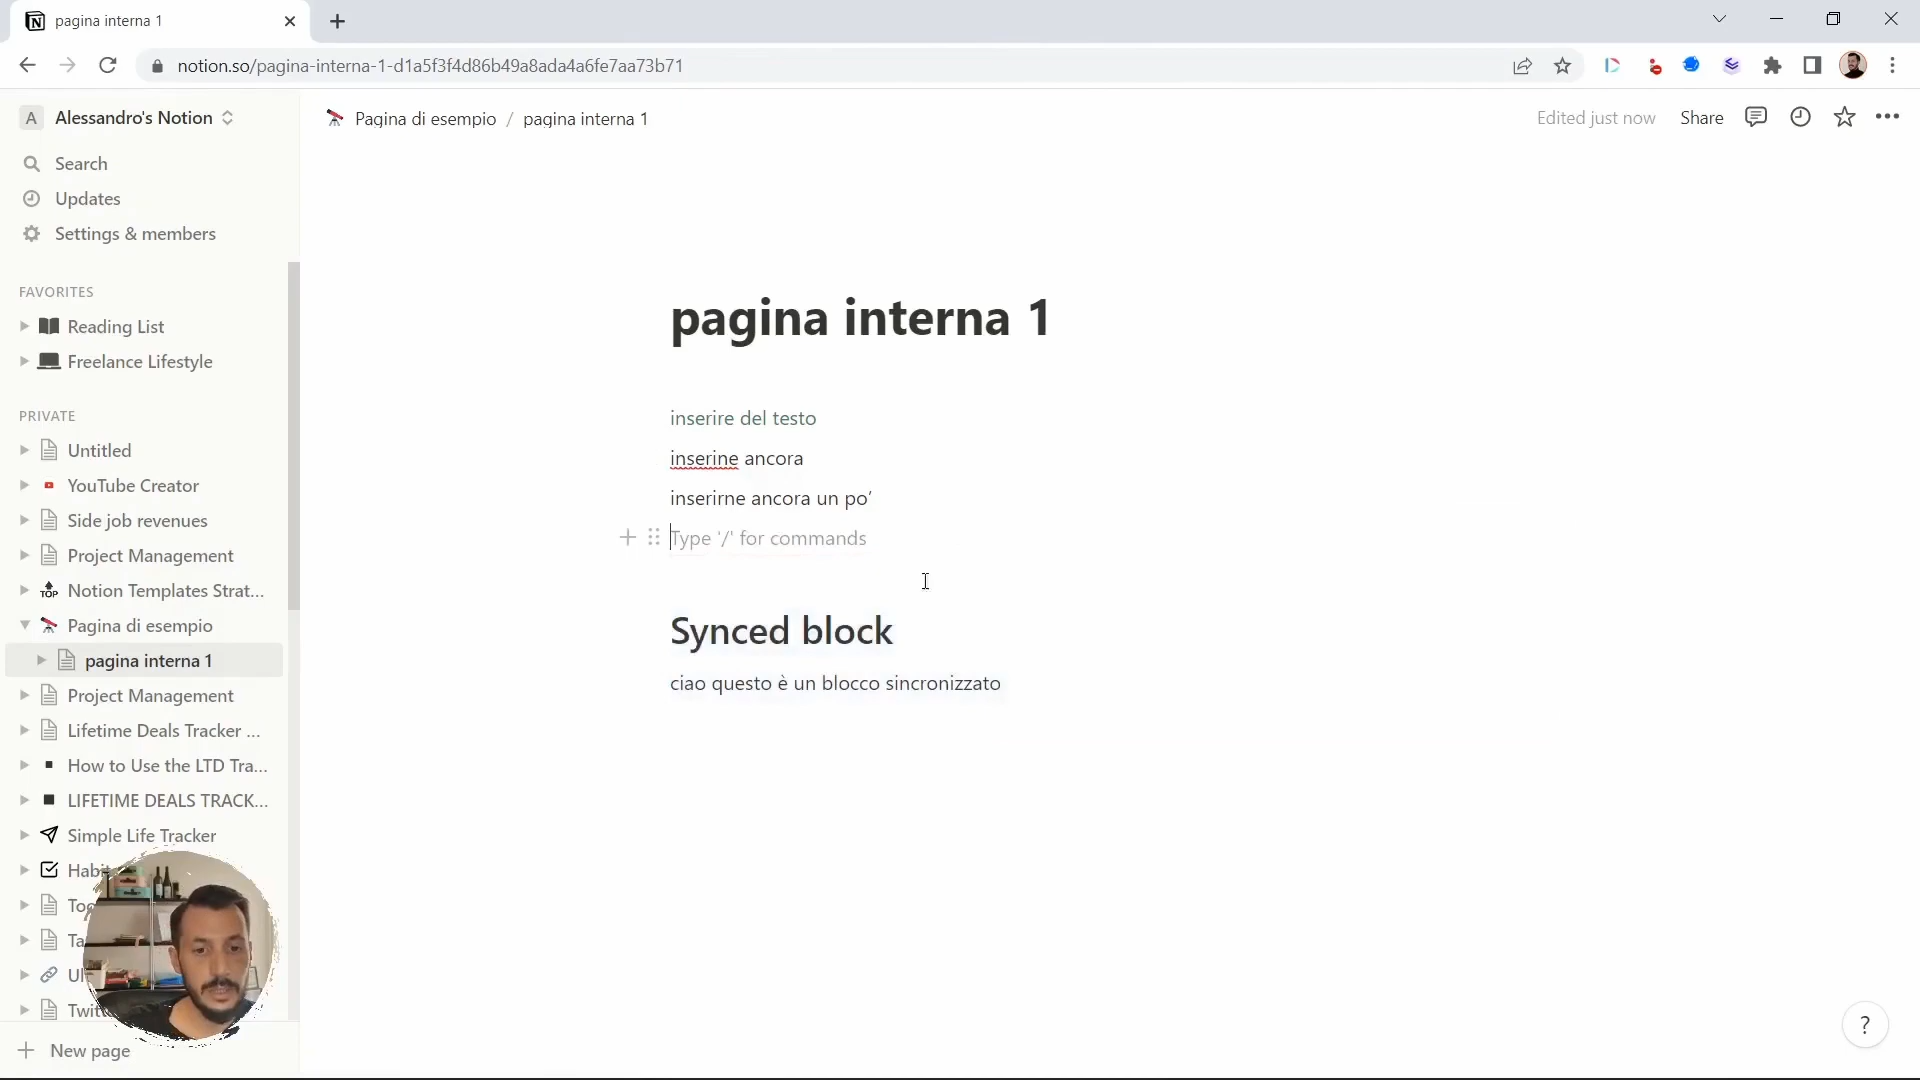 pagina interna 1
notion.so/pagina-interna-1-d1a5f3f4d86b49a8ada4a6fe7aa73b71
A Alessandro's Notion
Pagina di esempio / pagina interna 1
Edited just now
Share
Search
Updates
Settings & members
FAVORITES
Reading List
Freelance Lifestyle
PRIVATE
Untitled
YouTube Creator
Side job revenues
Project Management
TOP Notion Templates Strat...
Pagina di esempio
pagina interna 1
Project Management
Lifetime Deals Tracker ...
How to Use the LTD Tra...
LIFETIME DEALS TRACK...
Simple Life Tracker
New page
pagina interna 1
inserire del testo
inserine ancora
inserirne ancora un po’
Type '/' for commands
Synced block
ciao questo è un blocco sincronizzato
?